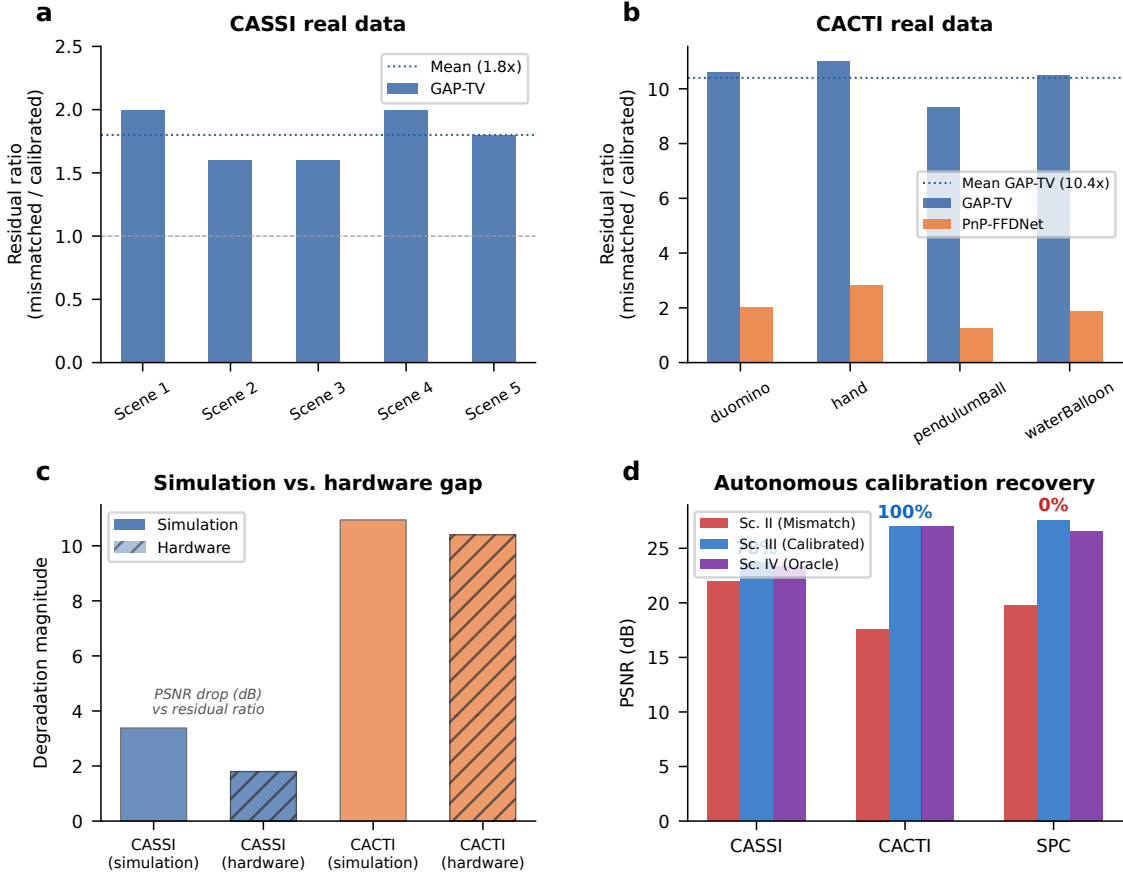 a
CASSI real data
Residual ratio
(mismatched / calibrated)
2.5
2.0
1.5
1.0
0.5
0.0
Mean (1.8x)
GAP-TV
Scene 1
Scene 2
Scene 3
Scene 4
Scene 5
b
CACTI real data
Residual ratio
(mismatched / calibrated)
10
8
6
4
2
0
Mean GAP-TV (10.4x)
GAP-TV
PnP-FFDNet
duomino
hand
pendulumBall
waterBalloon
c
Simulation vs. hardware gap
Degradation magnitude
10
8
6
4
2
0
Simulation
Hardware
PSNR drop (dB)
vs residual ratio
CASSI
(simulation)
CASSI
(hardware)
CACTI
(simulation)
CACTI
(hardware)
d
Autonomous calibration recovery
PSNR (dB)
25
20
15
10
5
0
Sc. II (Mismatch)
Sc. III (Calibrated)
Sc. IV (Oracle)
100%
0%
CASSI
CACTI
SPC